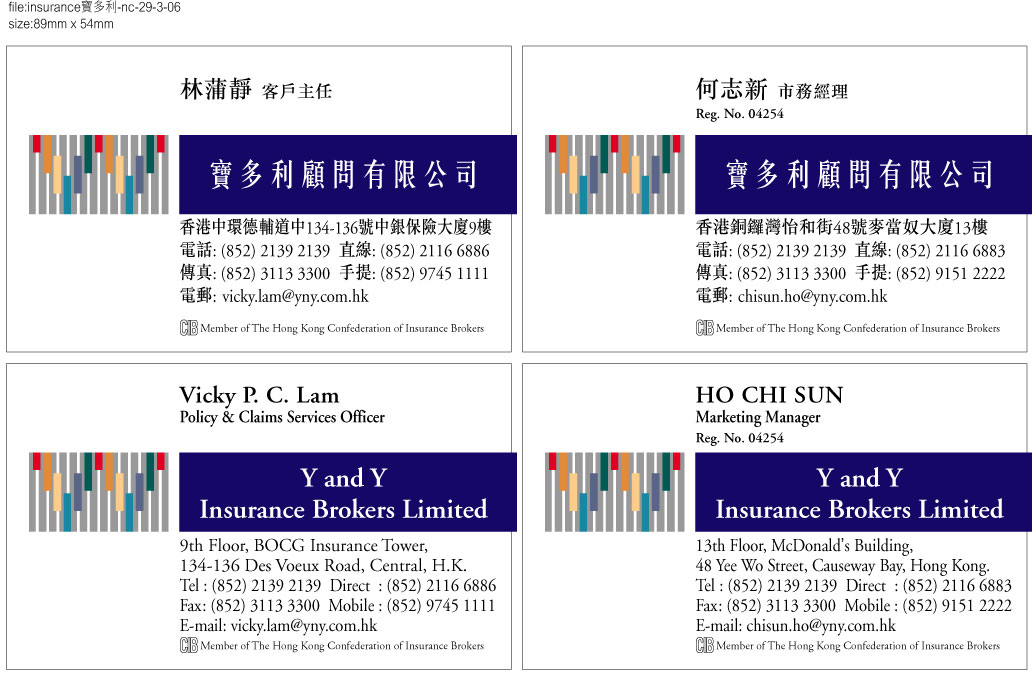 file:insurance寶多利-nc-29-3-06
size:89mm x 54mm
林蒲靜 客戶主任
寶多利顧問有限公司
香港中環德輔道中134-136號中銀保險大廈9樓
電話: (852) 2139 2139 直線: (852) 2116 6886
傳真: (852) 3113 3300 手提: (852) 9745 1111
電郵: vicky.lam@yny.com.hk
CIB Member of The Hong Kong Confederation of Insurance Brokers
何志新 市務經理
Reg. No. 04254
寶多利顧問有限公司
香港銅鑼灣怡和街48號麥當奴大廈13樓
電話: (852) 2139 2139 直線: (852) 2116 6883
傳真: (852) 3113 3300 手提: (852) 9151 2222
電郵: chisun.ho@yny.com.hk
CIB Member of The Hong Kong Confederation of Insurance Brokers
Vicky P. C. Lam
Policy & Claims Services Officer
Y and Y
Insurance Brokers Limited
9th Floor, BOCG Insurance Tower,
134-136 Des Voeux Road, Central, H.K.
Tel : (852) 2139 2139 Direct : (852) 2116 6886
Fax: (852) 3113 3300 Mobile : (852) 9745 1111
E-mail: vicky.lam@yny.com.hk
CIB Member of The Hong Kong Confederation of Insurance Brokers
HO CHI SUN
Marketing Manager
Reg. No. 04254
Y and Y
Insurance Brokers Limited
13th Floor, McDonald's Building,
48 Yee Wo Street, Causeway Bay, Hong Kong.
Tel : (852) 2139 2139 Direct : (852) 2116 6883
Fax: (852) 3113 3300 Mobile : (852) 9151 2222
E-mail: chisun.ho@yny.com.hk
CIB Member of The Hong Kong Confederation of Insurance Brokers